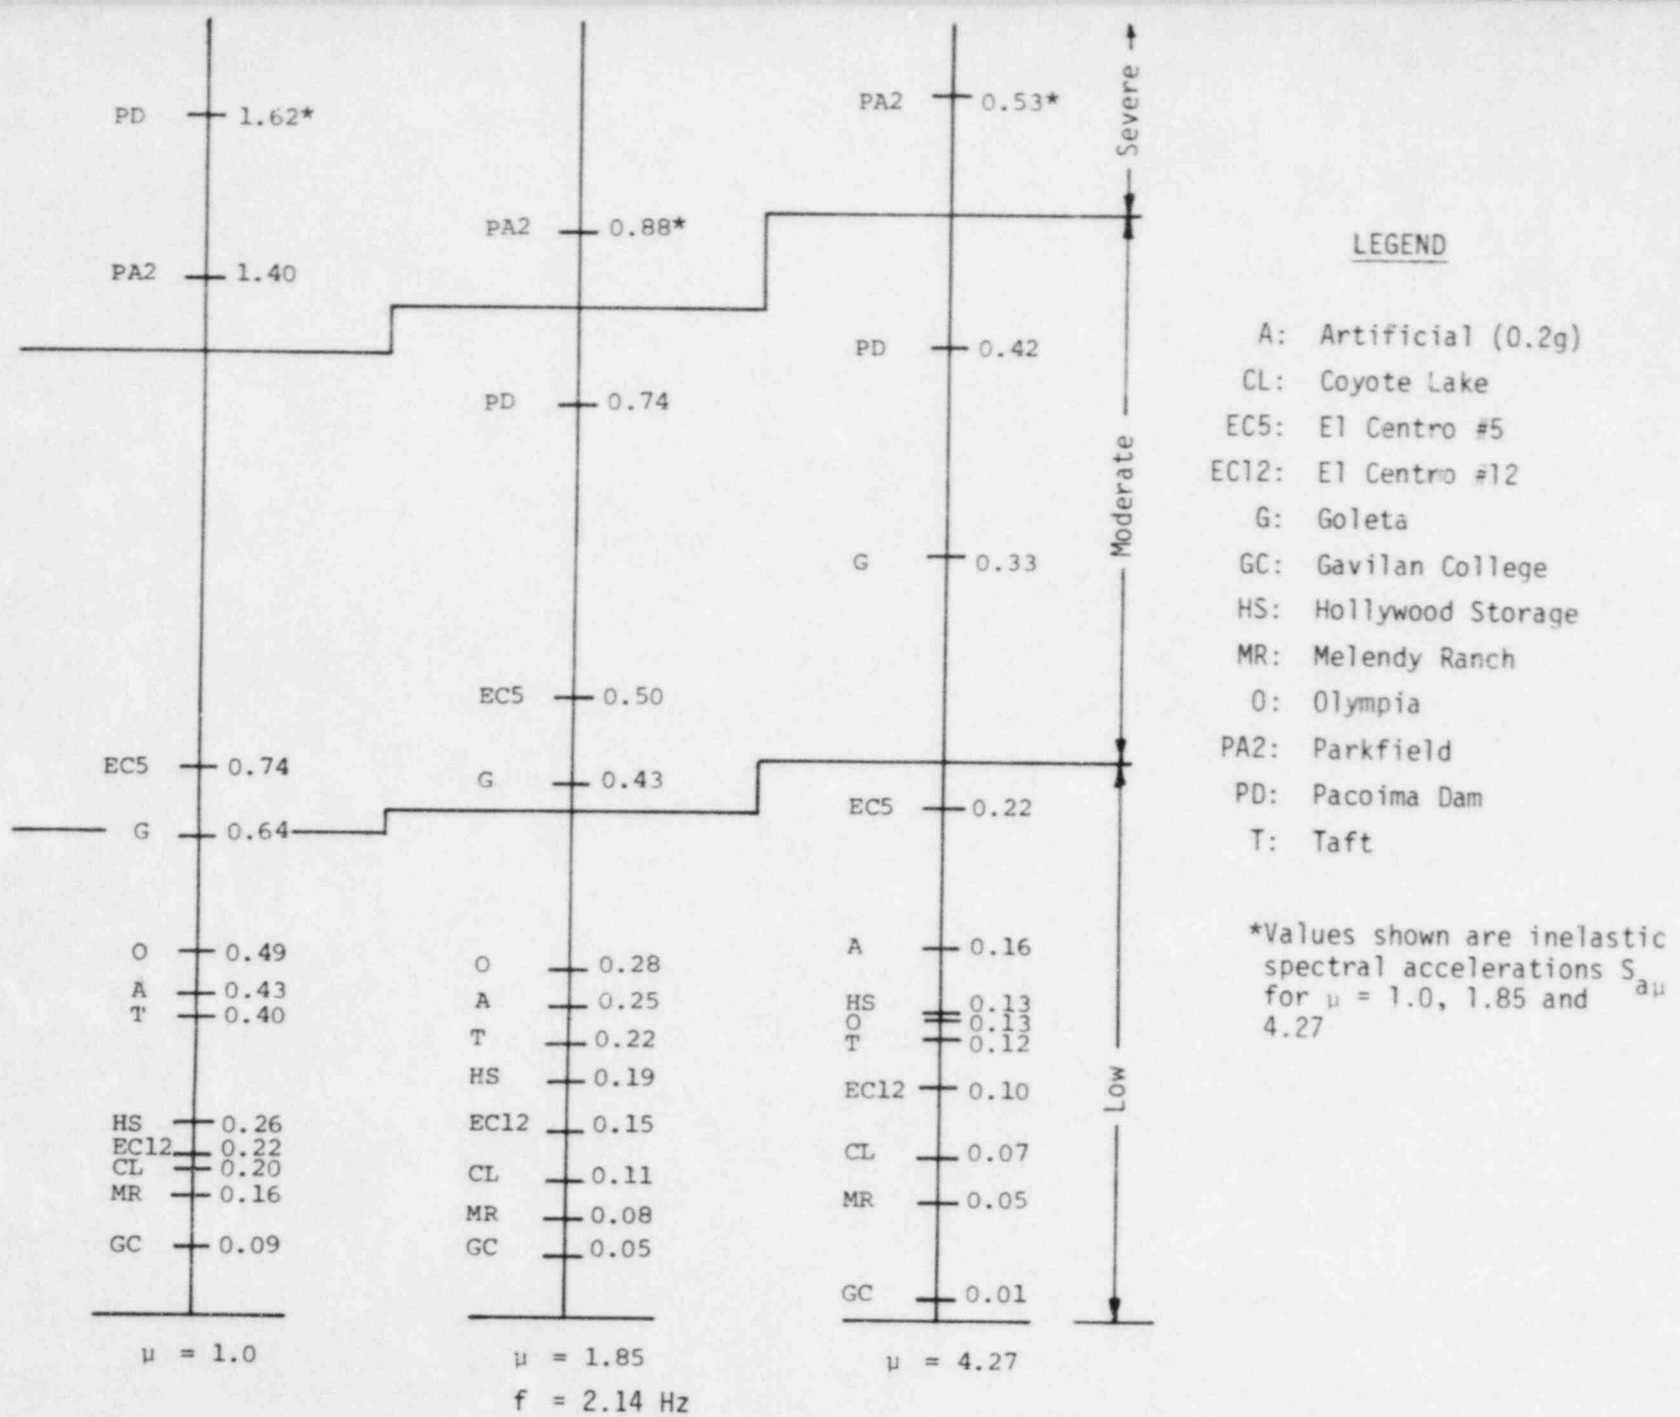 PD 1.62*
PA2 1.40
EC5 0.74
G 0.64
O 0.49
A 0.43
T 0.40
HS 0.26
EC12 0.22
CL 0.20
MR 0.16
GC 0.09
μ = 1.0
PA2 0.88*
PD 0.74
EC5 0.50
G 0.43
O 0.28
A 0.25
T 0.22
HS 0.19
EC12 0.15
CL 0.11
MR 0.08
GC 0.05
μ = 1.85
f = 2.14 Hz
PA2 0.53*
PD 0.42
G 0.33
EC5 0.22
A 0.16
HS 0.13
O 0.13
T 0.12
EC12 0.10
CL 0.07
MR 0.05
GC 0.01
μ = 4.27
Severe
Moderate
Low
LEGEND
A: Artificial (0.2g)
CL: Coyote Lake
EC5: El Centro #5
EC12: El Centro #12
G: Goleta
GC: Gavilan College
HS: Hollywood Storage
MR: Melendy Ranch
O: Olympia
PA2: Parkfield
PD: Pacoima Dam
T: Taft
*Values shown are inelastic
spectral accelerations Saμ
for μ = 1.0, 1.85 and
4.27